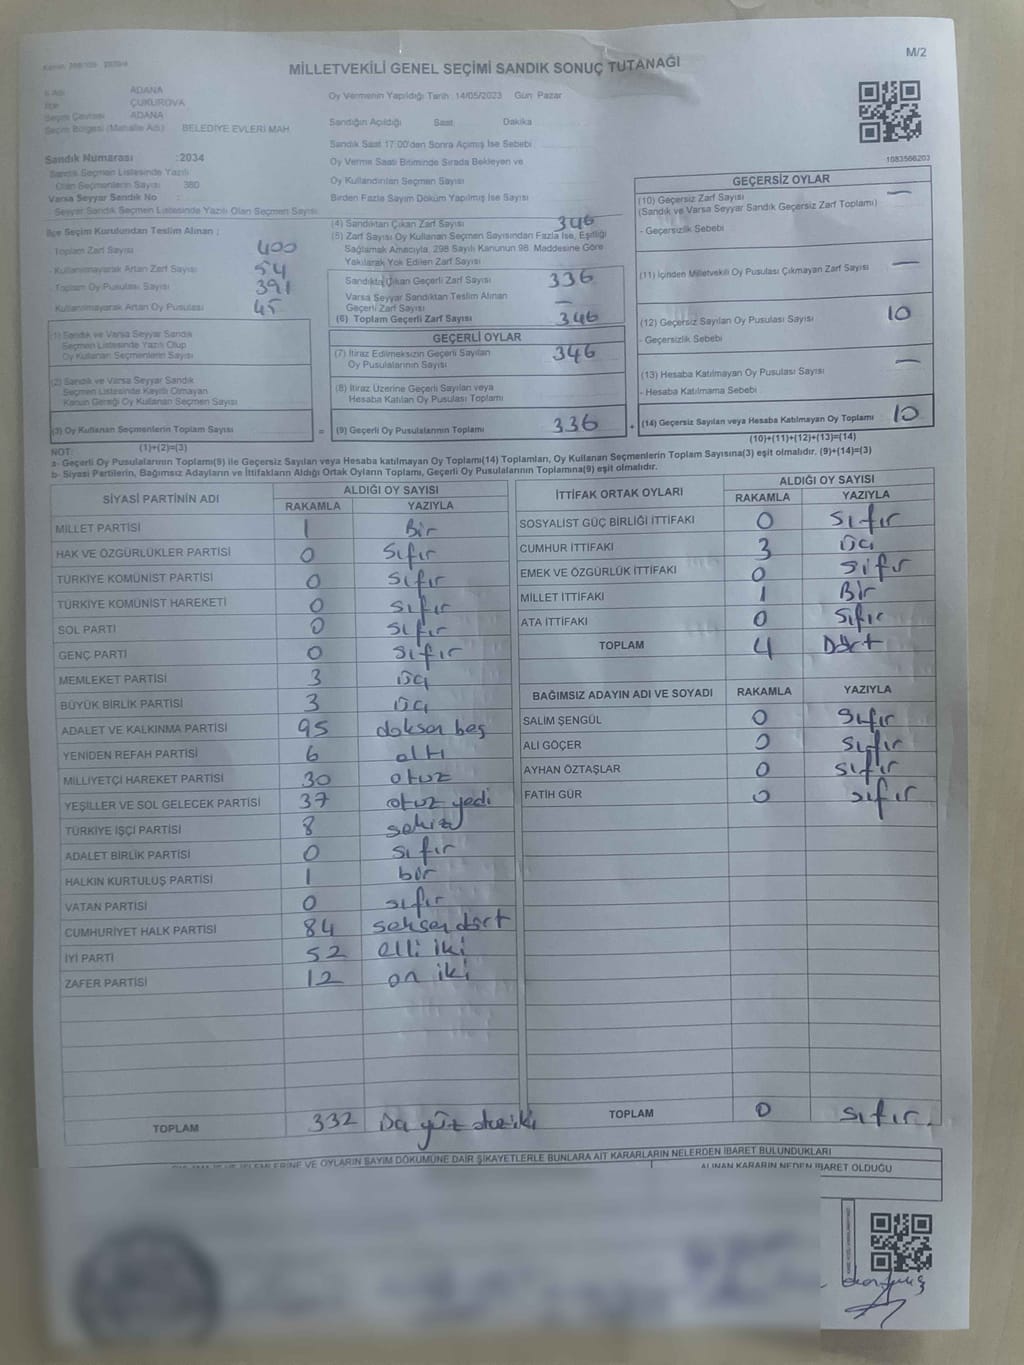 M/2
MİLLETVEKİLİ GENEL SEÇİMİ SANDIK SONUÇ TUTANAĞI
İli Adı ADANA
İlçe ÇUKUROVA
Seçim Çevresi ADANA
Seçim Bölgesi (Mahalle Adı) BELEDİYE EVLERİ MAH.
Sandık Numarası :2034
Sandık Seçmen Listesinde Yazılı
Olan Seçmenlerin Sayısı 380
Varsa Seyyar Sandık No :
Seyyar Sandık Seçmen Listesinde Yazılı Olan Seçmen Sayısı
İlçe Seçim Kurulundan Teslim Alınan ;
- Toplam Zarf Sayısı 400
- Kullanılmayarak Artan Zarf Sayısı 54
- Toplam Oy Pusulası Sayısı 391
- Kullanılmayarak Artan Oy Pusulası 45
(1) Sandık ve Varsa Seyyar Sandık
Seçmen Listesinde Yazılı Olup
Oy Kullanan Seçmenlerin Sayısı
(2) Sandık ve Varsa Seyyar Sandık
Seçmen Listesinde Kayıtlı Olmayan
Kanun Gereği Oy Kullanan Seçmen Sayısı
(3) Oy Kullanan Seçmenlerin Toplam Sayısı
(1)+(2)=(3)
Oy Vermenin Yapıldığı Tarih :14/05/2023 Gün: Pazar
Sandığın Açıldığı Saat Dakika
Sandık Saat 17:00'den Sonra Açımış İse Sebebi
Oy Verme Saati Bitiminde Sırada Bekleyen ve
Oy Kullandırılan Seçmen Sayısı
Birden Fazla Sayım Döküm Yapılmış İse Sayısı
(4) Sandıktan Çıkan Zarf Sayısı 346
(5) Zarf Sayısı Oy Kullanan Seçmen Sayısından Fazla İse, Eşitliği
Sağlamak Amacıyla, 298 Sayılı Kanunun 98. Maddesine Göre
Yakılarak Yok Edilen Zarf Sayısı
Sandıkta Çıkan Geçerli Zarf Sayısı 336
Varsa Seyyar Sandıktan Teslim Alınan
Geçerli Zarf Sayısı —
(6) Toplam Geçerli Zarf Sayısı 346
GEÇERLİ OYLAR
(7) İtiraz Edilmeksizin Geçerli Sayılan
Oy Pusulalarının Sayısı 346
(8) İtiraz Üzerine Geçerli Sayılan veya
Hesaba Katılan Oy Pusulası Toplamı
= (9) Geçerli Oy Pusulalarının Toplamı 336
1083566203
GEÇERSİZ OYLAR
(10) Geçersiz Zarf Sayısı —
(Sandık ve Varsa Seyyar Sandık Geçersiz Zarf Toplamı)
- Geçersizlik Sebebi
(11) İçinden Milletvekili Oy Pusulası Çıkmayan Zarf Sayısı —
(12) Geçersiz Sayılan Oy Pusulası Sayısı 10
- Geçersizlik Sebebi
(13) Hesaba Katılmayan Oy Pusulası Sayısı —
- Hesaba Katılmama Sebebi
+ (14) Geçersiz Sayılan veya Hesaba Katılmayan Oy Toplamı 10
(10)+(11)+(12)+(13)=(14)
NOT:
a- Geçerli Oy Pusulalarının Toplamı(9) ile Geçersiz Sayılan veya Hesaba katılmayan Oy Toplamı(14) Toplamları, Oy Kullanan Seçmenlerin Toplam Sayısına(3) eşit olmalıdır. (9)+(14)=(3)
b- Siyasi Partilerin, Bağımsız Adayların ve İttifakların Aldığı Ortak Oyların Toplamı, Geçerli Oy Pusulalarının Toplamına(9) eşit olmalıdır.
SİYASİ PARTİNİN ADI ALDIĞI OY SAYISI
RAKAMLA YAZIYLA
MİLLET PARTİSİ 1 Bir
HAK VE ÖZGÜRLÜKLER PARTİSİ 0 Sıfır
TÜRKİYE KOMÜNİST PARTİSİ 0 Sıfır
TÜRKİYE KOMÜNİST HAREKETİ 0 Sıfır
SOL PARTİ 0 Sıfır
GENÇ PARTİ 0 Sıfır
MEMLEKET PARTİSİ 3 Üç
BÜYÜK BİRLİK PARTİSİ 3 Üç
ADALET VE KALKINMA PARTİSİ 95 doksan beş
YENİDEN REFAH PARTİSİ 6 altı
MİLLİYETÇİ HAREKET PARTİSİ 30 otuz
YEŞİLLER VE SOL GELECEK PARTİSİ 37 otuz yedi
TÜRKİYE İŞÇİ PARTİSİ 8 sekiz
ADALET BİRLİK PARTİSİ 0 sıfır
HALKIN KURTULUŞ PARTİSİ 1 bir
VATAN PARTİSİ 0 sıfır
CUMHURİYET HALK PARTİSİ 84 seksen dört
İYİ PARTİ 52 elli iki
ZAFER PARTİSİ 12 on iki
TOPLAM 332 Üç yüz otuz iki
İTTİFAK ORTAK OYLARI ALDIĞI OY SAYISI
RAKAMLA YAZIYLA
SOSYALİST GÜÇ BİRLİĞİ İTTİFAKI 0 Sıfır
CUMHUR İTTİFAKI 3 Üç
EMEK VE ÖZGÜRLÜK İTTİFAKI 0 Sıfır
MİLLET İTTİFAKI 1 Bir
ATA İTTİFAKI 0 Sıfır
TOPLAM 4 Dört
BAĞIMSIZ ADAYIN ADI VE SOYADI RAKAMLA YAZIYLA
SALİM ŞENGÜL 0 Sıfır
ALİ GÖÇER 0 Sıfır
AYHAN ÖZTAŞLAR 0 Sıfır
FATİH GÜR 0 sıfır
TOPLAM 0 Sıfır
VE OYLARIN SAYIM DÖKÜMÜNE DAİR ŞİKAYETLERLE BUNLARA AİT KARARLARIN NELERDEN İBARET BULUNDUKLARI
ALINAN KARARIN NEDEN İBARET OLDUĞU